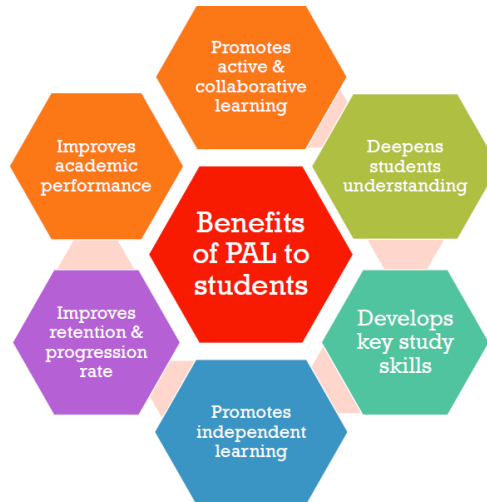 Promotes
active &
collaborative
learning
Improves
academic
performance
Deepens
students
understanding
Benefits
of PAL to
students
Improves
retention &
progression
rate
Develops
key study
skills
Promotes
independent
learning